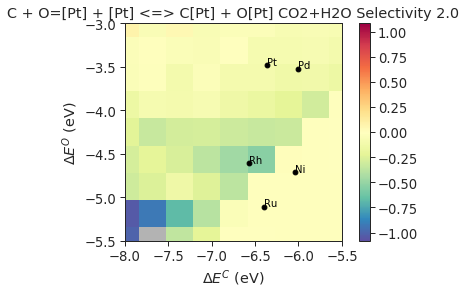 C + O=[Pt] + [Pt] <=> C[Pt] + O[Pt] CO2+H2O Selectivity 2.0
−3.0
−3.5
−4.0
−4.5
−5.0
−5.5
ΔE^O (eV)
Pt
Pd
Rh
Ni
Ru
−8.0 −7.5 −7.0 −6.5 −6.0 −5.5
ΔE^C (eV)
1.00
0.75
0.50
0.25
0.00
−0.25
−0.50
−0.75
−1.00